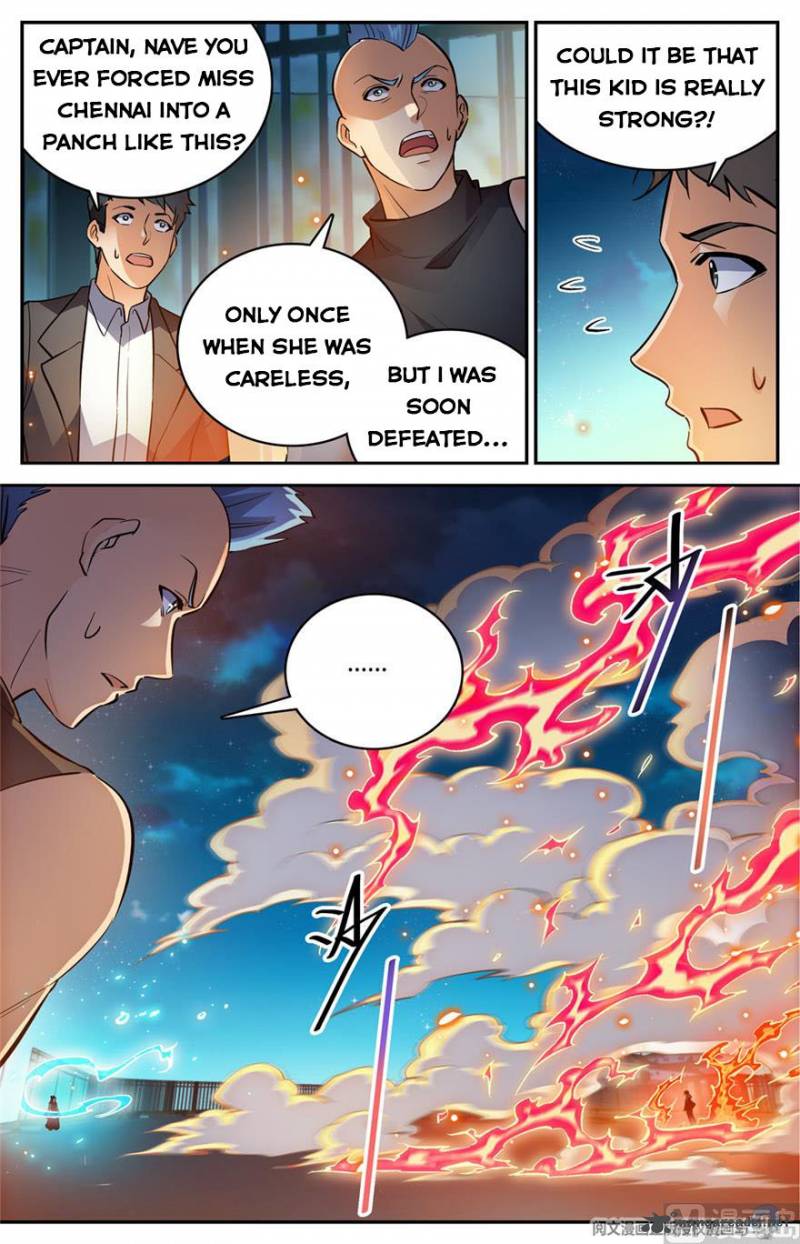 CAPTAIN, NAVE YOU
EVER FORCED MISS
CHENNAI INTO A
PANCH LIKE THIS?
ONLY ONCE
WHEN SHE WAS
CARELESS,
BUT I WAS
SOON
DEFEATED...
COULD IT BE THAT
THIS KID IS REALLY
STRONG?!
......